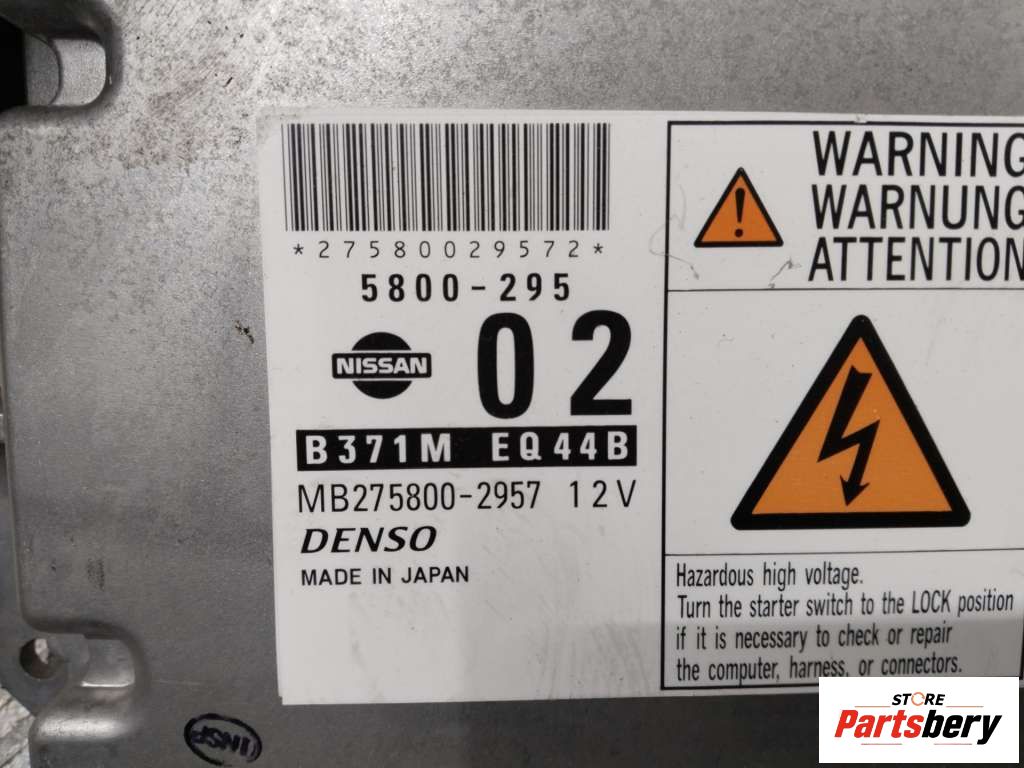 *27580029572*
5800-295
NISSAN
02
B371M EQ44B
MB275800-2957 12V
DENSO
MADE IN JAPAN
WARNING
WARNUNG
ATTENTION
Hazardous high voltage.
Turn the starter switch to the LOCK position
if it is necessary to check or repair
the computer, harness, or connectors.
INSP
STORE
Partsbery